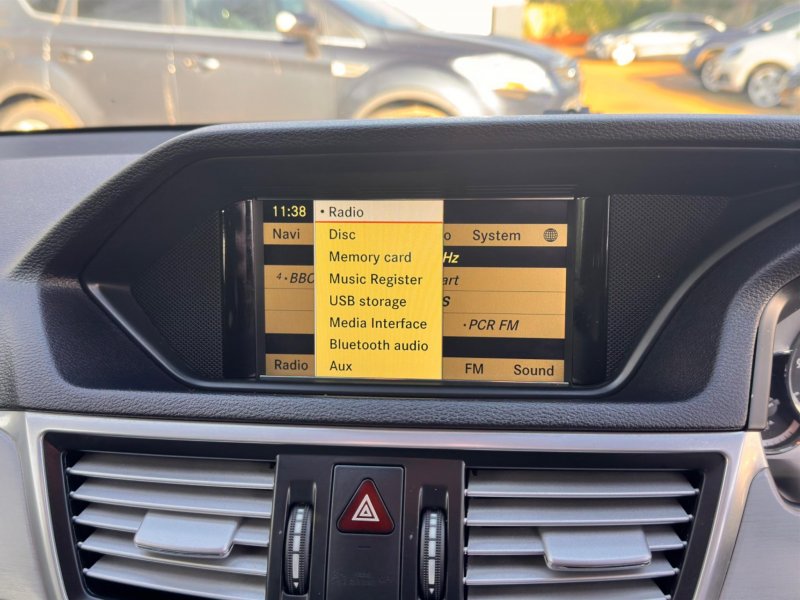 11:38 • Radio
Navi Disc o System
Memory card Hz
4 • BBC Music Register art
USB storage S
Media Interface • PCR FM
Bluetooth audio
Radio Aux FM Sound